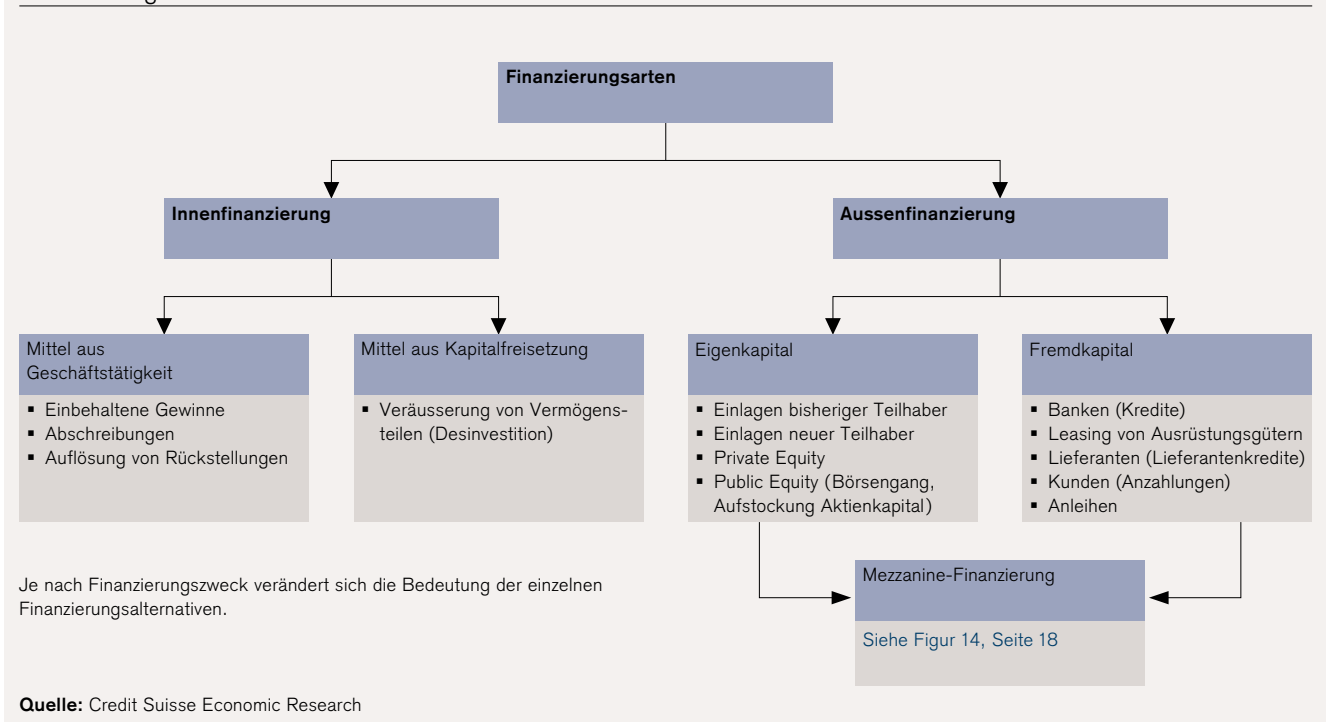 Finanzierungsarten
Innenfinanzierung
Aussenfinanzierung
Mittel aus
Geschäftstätigkeit
▪ Einbehaltene Gewinne
▪ Abschreibungen
▪ Auflösung von Rückstellungen
Mittel aus Kapitalfreisetzung
▪ Veräusserung von Vermögens-
teilen (Desinvestition)
Eigenkapital
▪ Einlagen bisheriger Teilhaber
▪ Einlagen neuer Teilhaber
▪ Private Equity
▪ Public Equity (Börsengang,
Aufstockung Aktienkapital)
Fremdkapital
▪ Banken (Kredite)
▪ Leasing von Ausrüstungsgütern
▪ Lieferanten (Lieferantenkredite)
▪ Kunden (Anzahlungen)
▪ Anleihen
Mezzanine-Finanzierung
Siehe Figur 14, Seite 18
Je nach Finanzierungszweck verändert sich die Bedeutung der einzelnen
Finanzierungsalternativen.
Quelle: Credit Suisse Economic Research